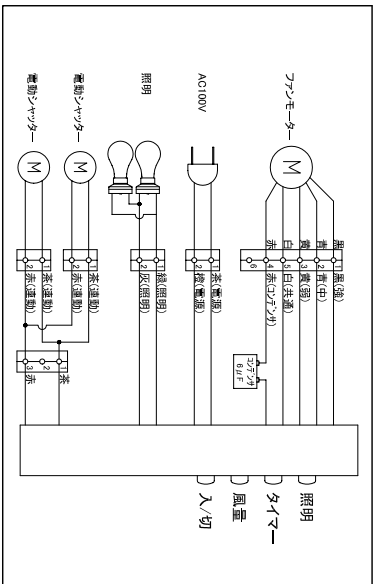 ファンモーター
M
黒 1 黒(強)
青 2 青(中)
黄 3 黄(弱)
白 5 白(共通)
赤 4 赤(コンデンサ)
6
コンデンサ
6μF
AC100V
1 茶(電源)
2 橙(電源)
照明
1 緑(照明)
2 灰(照明)
電動シャッター
M
1 茶(連動)
2 赤(連動)
電動シャッター
M
1 茶(連動)
2 赤(連動)
1 茶
2
3 赤
照明
タイマー
風量
入/切